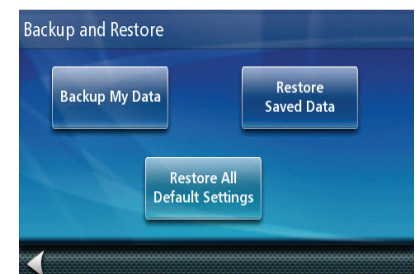 Backup and Restore
Backup My Data
Restore
Saved Data
Restore All
Default Settings